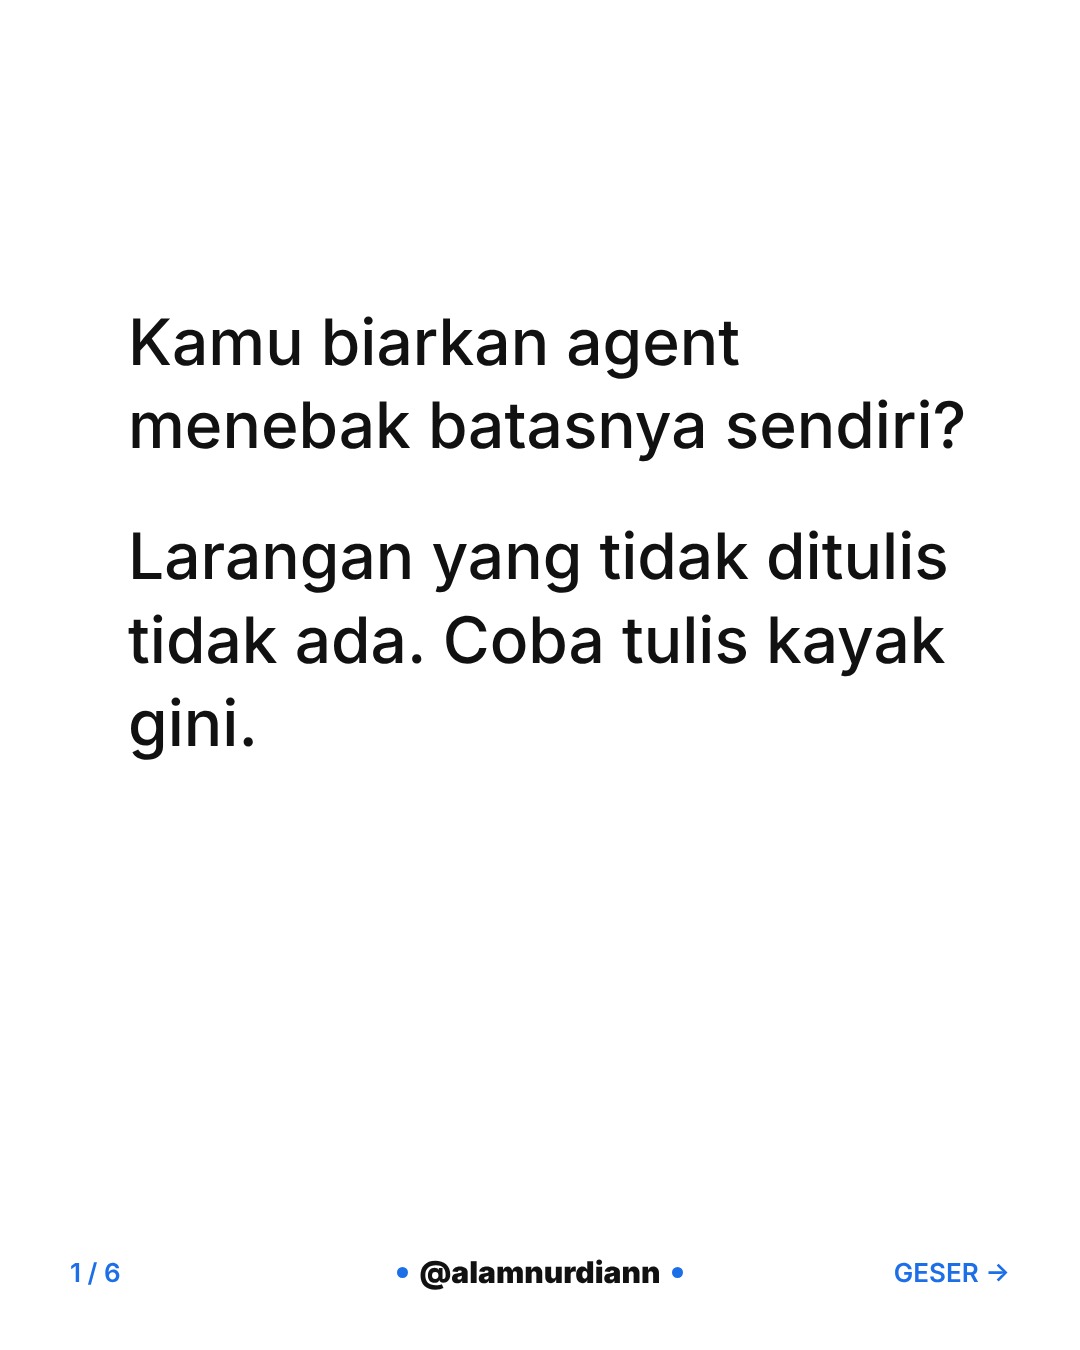 Kamu biarkan agent
menebak batasnya sendiri?
Larangan yang tidak ditulis
tidak ada. Coba tulis kayak
gini.
1 / 6
• @alamnurdiann •
GESER →